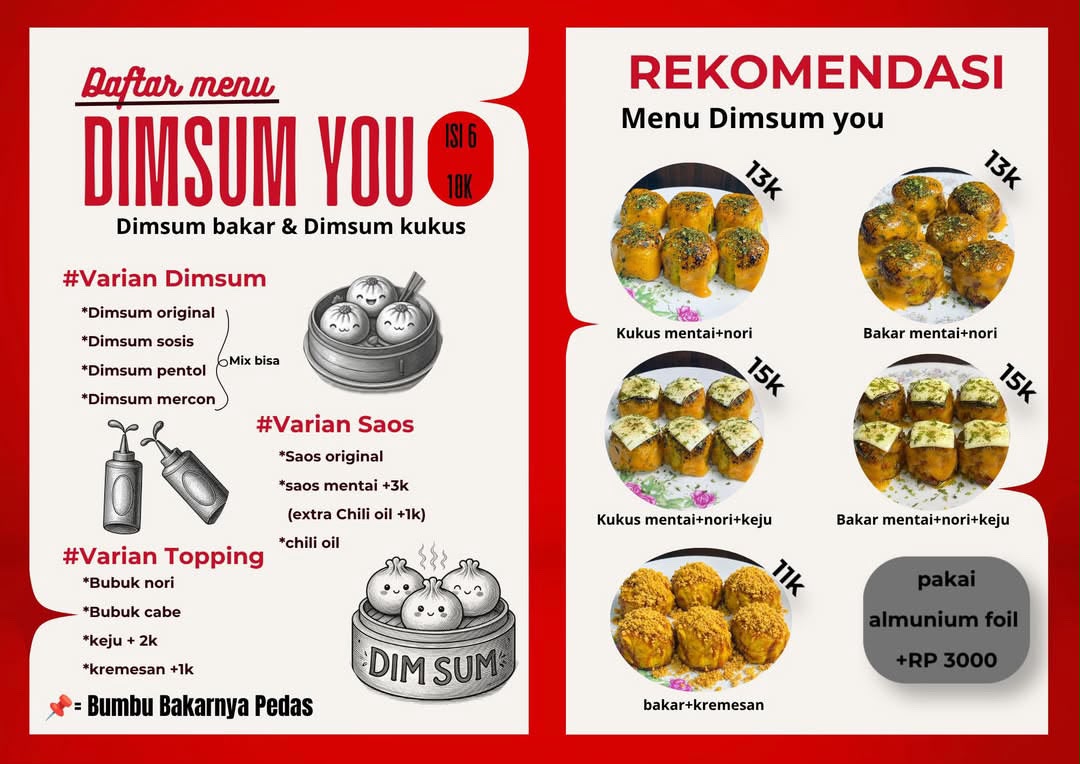 Daftar menu
DIMSUM YOU
ISI 6
10K
Dimsum bakar & Dimsum kukus
#Varian Dimsum
*Dimsum original
*Dimsum sosis
*Dimsum pentol
*Dimsum mercon
Mix bisa
#Varian Saos
*Saos original
*saos mentai +3k
(extra Chili oil +1k)
*chili oil
#Varian Topping
*Bubuk nori
*Bubuk cabe
*keju + 2k
*kremesan +1k
DIM SUM
📌= Bumbu Bakarnya Pedas
REKOMENDASI
Menu Dimsum you
13k
Kukus mentai+nori
13k
Bakar mentai+nori
15k
Kukus mentai+nori+keju
15k
Bakar mentai+nori+keju
11k
bakar+kremesan
pakai
almunium foil
+RP 3000